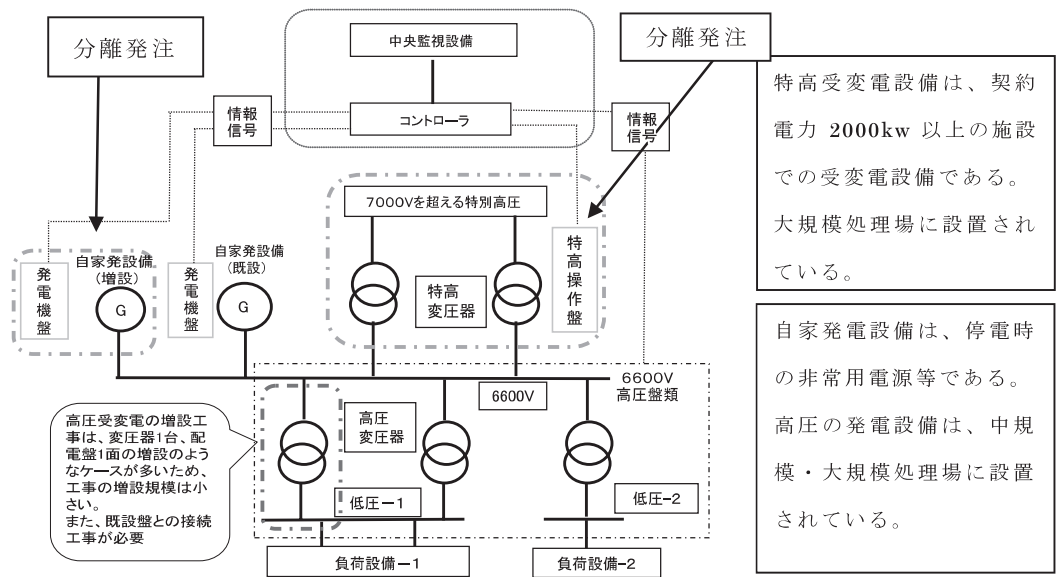 分離発注
中央監視設備
分離発注
情報
信号
コントローラ
情報
信号
7000Vを超える特別高圧
特高受変電設備は、契約
電力 2000kw 以上の施設
での受変電設備である。
大規模処理場に設置され
ている。
発電機盤
自家発設備
(増設)
G
発電機盤
自家発設備
(既設)
G
特高
変圧器
特高操作盤
自家発電設備は、停電時
の非常用電源等である。
高圧の発電設備は、中規
模・大規模処理場に設置
されている。
6600V
6600V
高圧盤類
高圧受変電の増設工
事は、変圧器1台、配
電盤1面の増設のよう
なケースが多いため、
工事の増設規模は小
さい。
また、既設盤との接続
工事が必要
高圧
変圧器
低圧ー1
低圧-2
負荷設備ー1
負荷設備-2